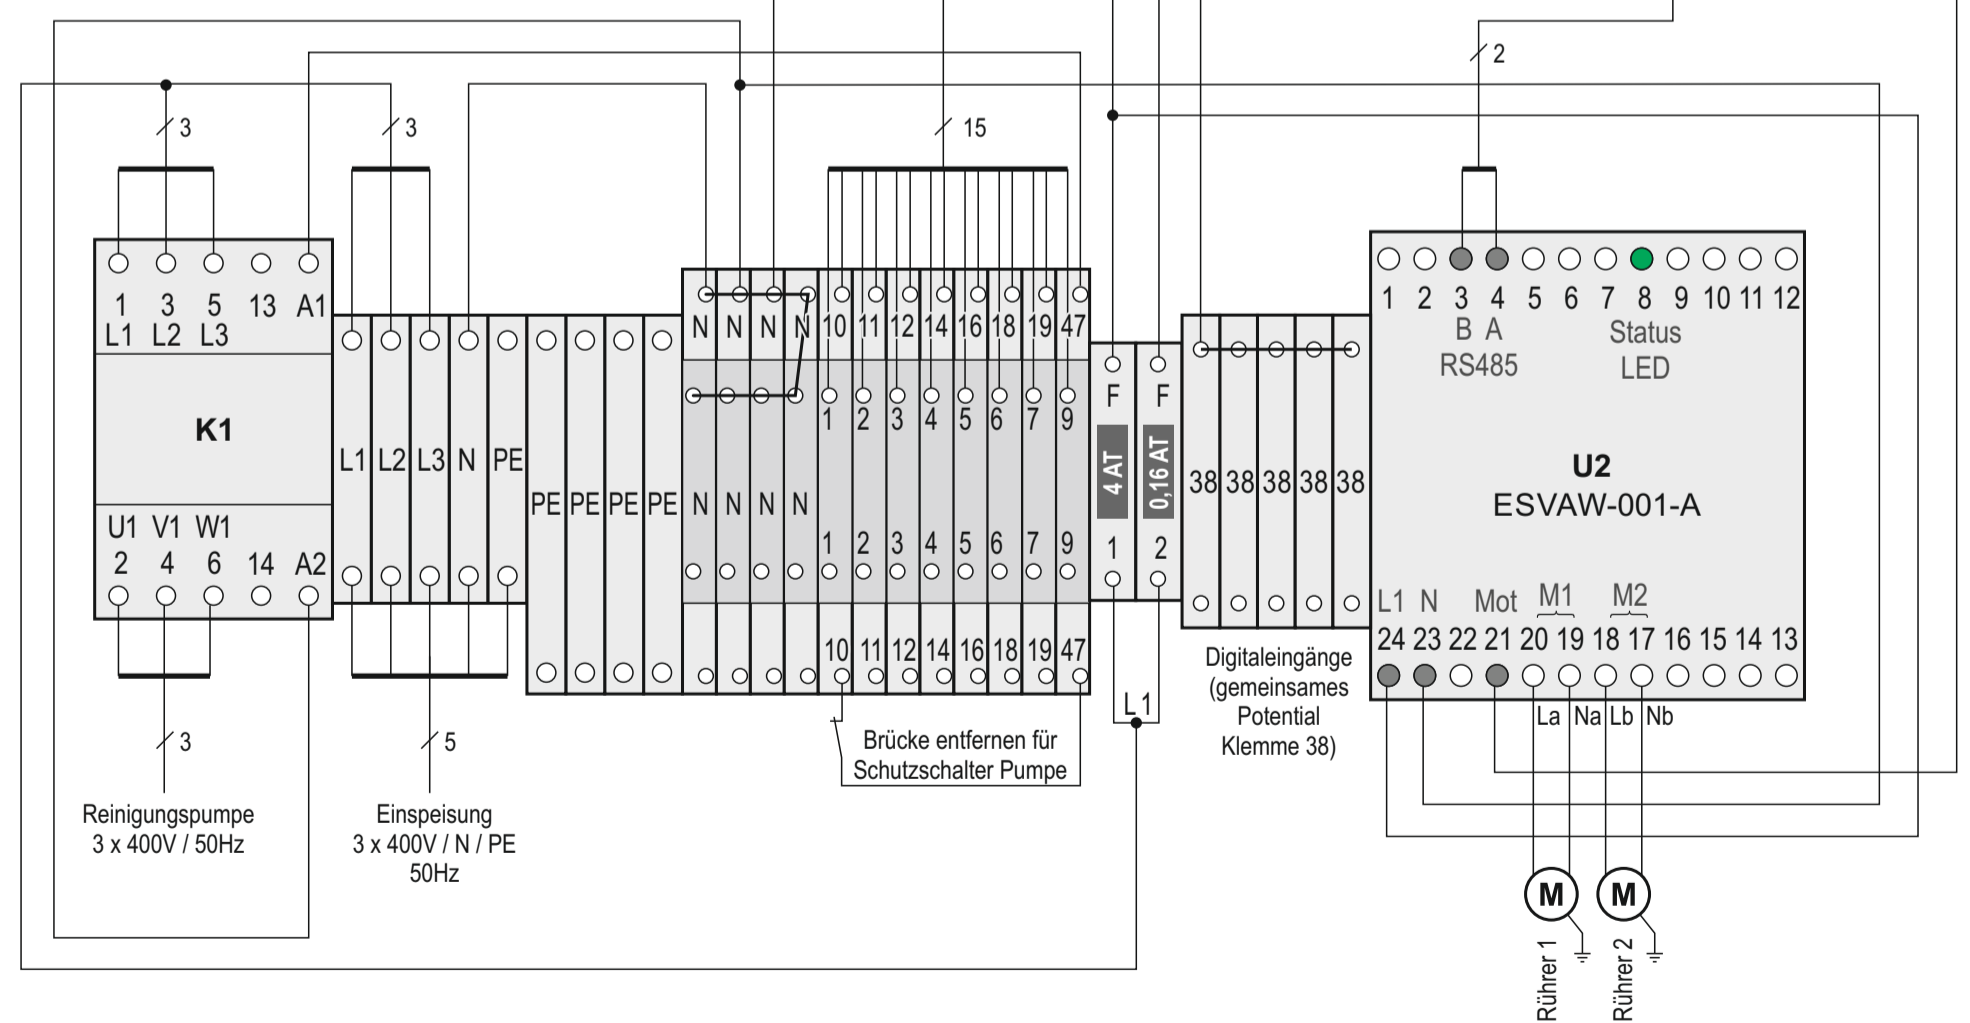 2
3
3
15
1 3 5 13 A1
L1 L2 L3
K1
U1 V1 W1
2 4 6 14 A2
L1 L2 L3 N PE
PE PE PE PE
N N N N 10 11 12 14 16 18 19 47
1 2 3 4 5 6 7 9
N N N N
1 2 3 4 5 6 7 9
10 11 12 14 16 18 19 47
F F
4 AT
0,16 AT
1 2
38 38 38 38 38
1 2 3 4 5 6 7 8 9 10 11 12
B A
RS485
Status
LED
U2
ESVAW-001-A
L1 N Mot M1 M2
24 23 22 21 20 19 18 17 16 15 14 13
La Na Lb Nb
L1
Digitaleingänge
(gemeinsames
Potential
Klemme 38)
Brücke entfernen für
Schutzschalter Pumpe
3
5
Reinigungspumpe
3 x 400V / 50Hz
Einspeisung
3 x 400V / N / PE
50Hz
M M
Rührer 1
Rührer 2